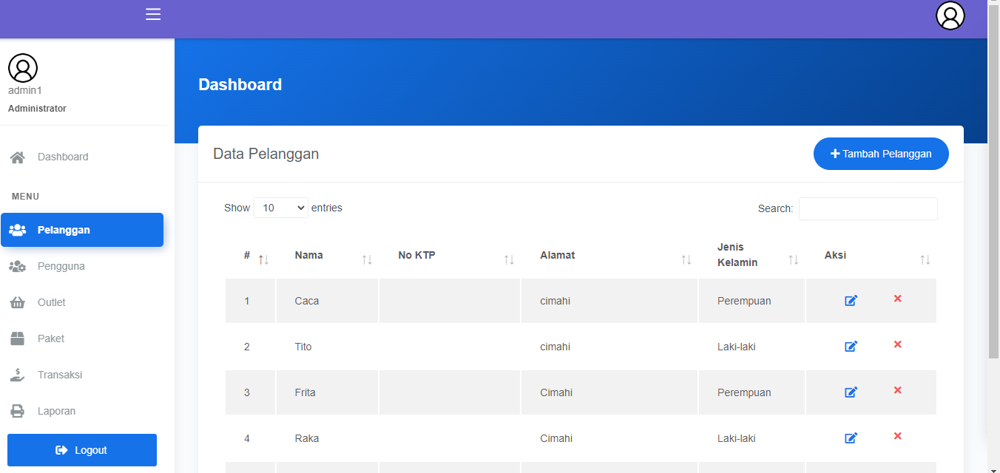 admin1
Administrator
Dashboard
MENU
Pelanggan
Pengguna
Outlet
Paket
Transaksi
Laporan
Logout
Dashboard
Data Pelanggan
Tambah Pelanggan
Show 10 entries
Search:
# Nama No KTP Alamat Jenis Kelamin Aksi
1 Caca cimahi Perempuan
2 Tito cimahi Laki-laki
3 Frita Cimahi Perempuan
4 Raka Cimahi Laki-laki